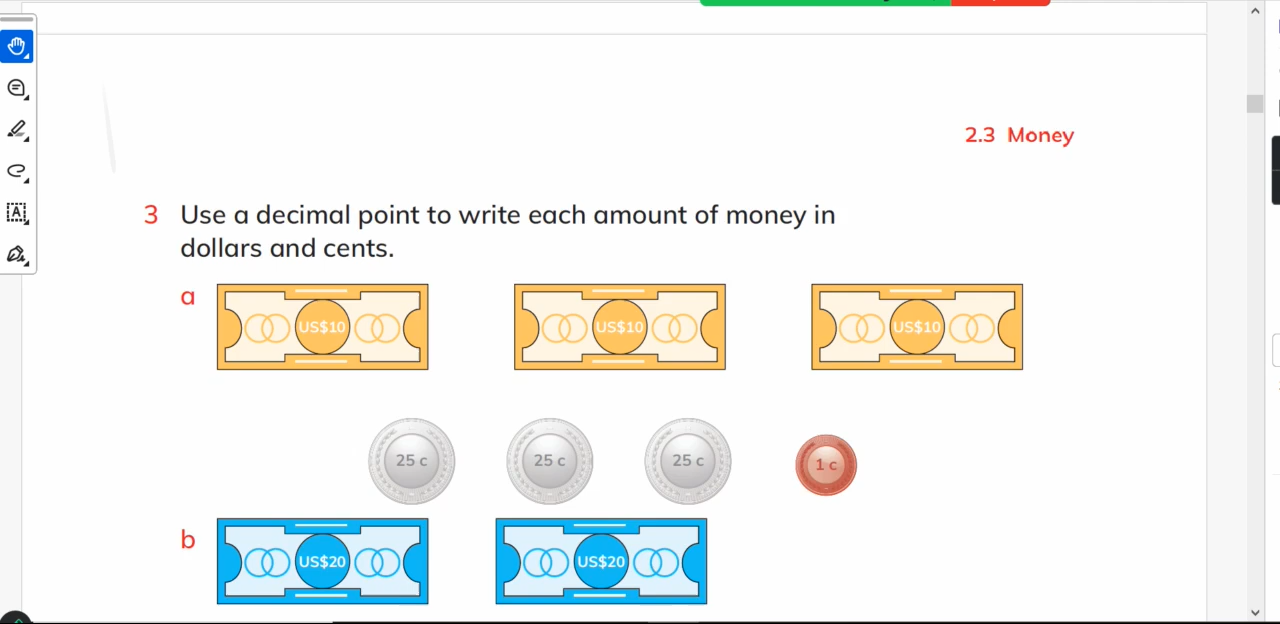 2.3 Money
3 Use a decimal point to write each amount of money in
dollars and cents.
a
US$10 US$10 US$10
25 c 25 c 25 c 1 c
b
US$20 US$20